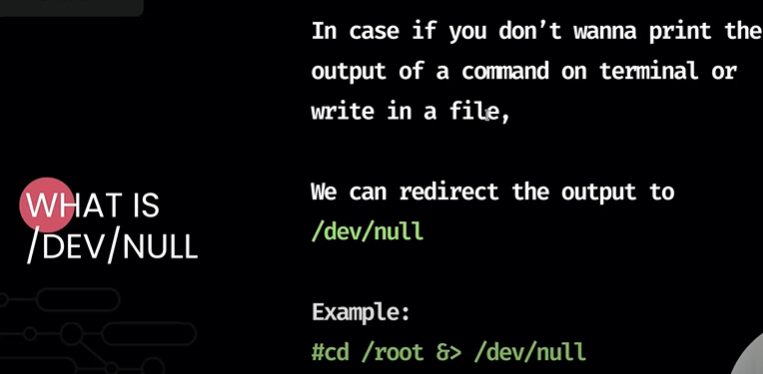 WHAT IS
/DEV/NULL
In case if you don’t wanna print the
output of a command on terminal or
write in a file,
We can redirect the output to
/dev/null
Example:
#cd /root &> /dev/null